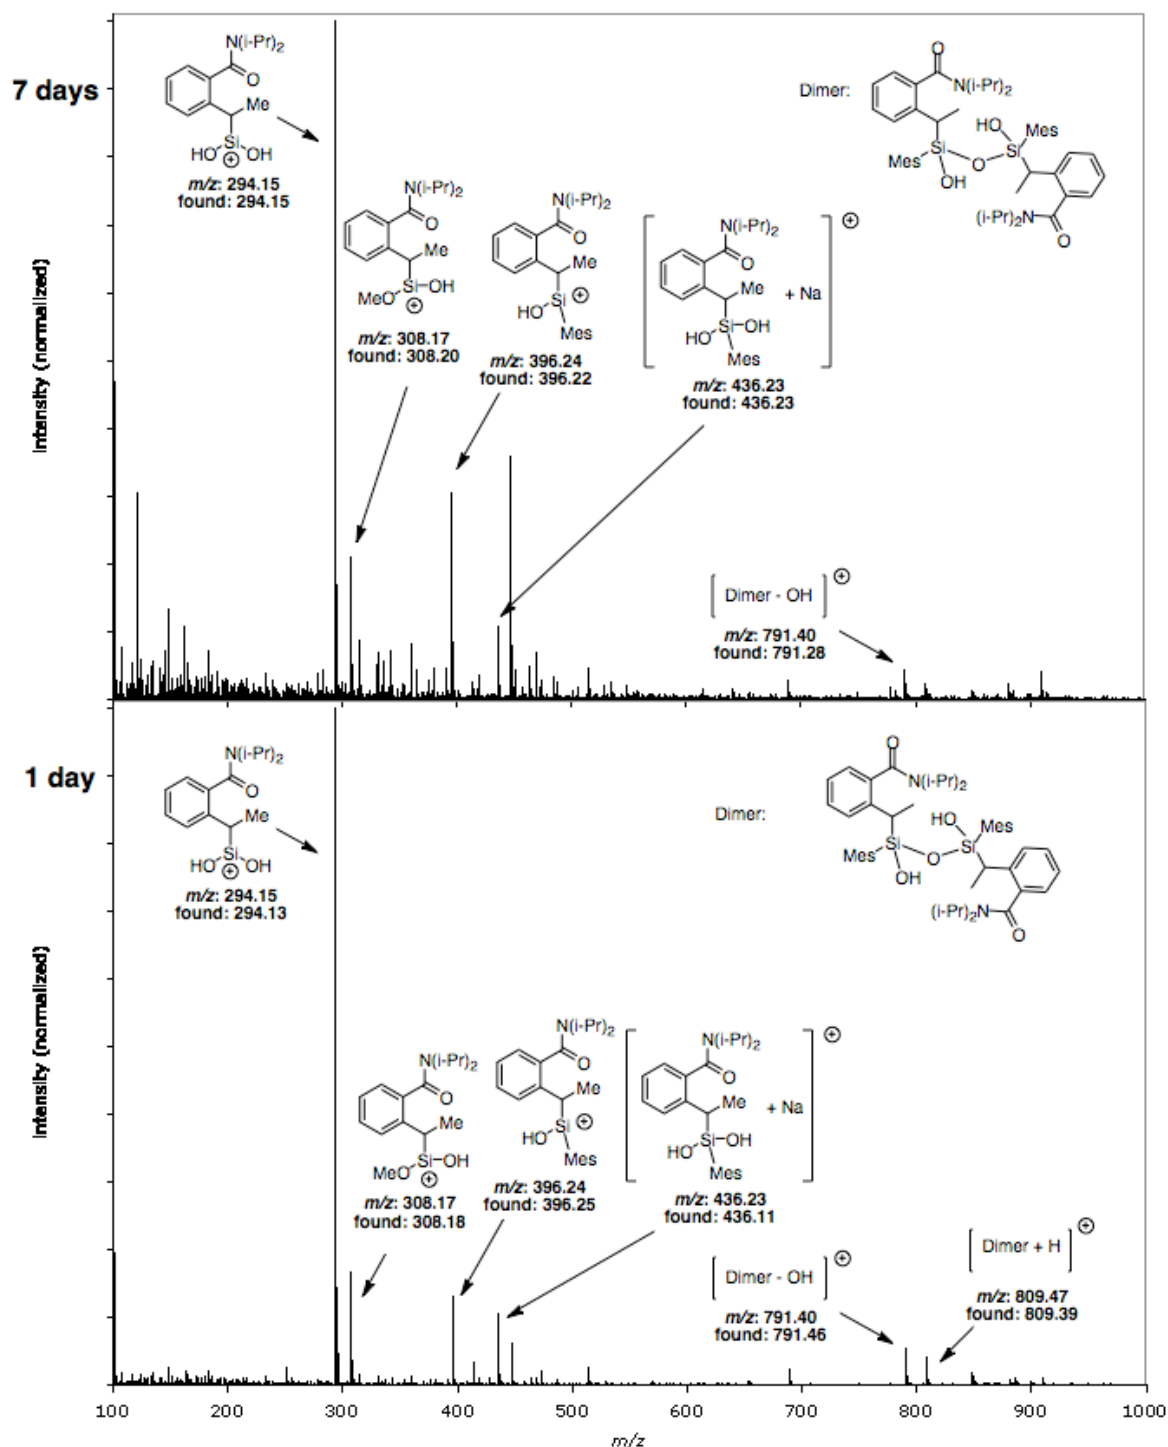 7 days
Intensity (normalized)
N(i-Pr)2
O
Me
Si
HO
OH
⊕
m/z: 294.15
found: 294.15
N(i-Pr)2
O
Me
Si–OH
MeO
⊕
m/z: 308.17
found: 308.20
N(i-Pr)2
O
Me
Si ⊕
HO
Mes
m/z: 396.24
found: 396.22
N(i-Pr)2
O
Me
+ Na
Si–OH
HO
Mes
⊕
m/z: 436.23
found: 436.23
Dimer:
O
N(i-Pr)2
HO
Mes
Si
Si
Mes
O
OH
(i-Pr)2N
O
[ Dimer - OH ] ⊕
m/z: 791.40
found: 791.28
200
300
400
500
600
700
800
900
1 day
Intensity (normalized)
N(i-Pr)2
O
Me
Si
HO
OH
⊕
m/z: 294.15
found: 294.13
N(i-Pr)2
O
Me
Si–OH
MeO
⊕
m/z: 308.17
found: 308.18
N(i-Pr)2
O
Me
Si ⊕
HO
Mes
m/z: 396.24
found: 396.25
N(i-Pr)2
O
Me
+ Na
Si–OH
HO
Mes
⊕
m/z: 436.23
found: 436.11
Dimer:
O
N(i-Pr)2
HO
Mes
Si
Si
Mes
O
OH
(i-Pr)2N
O
[ Dimer - OH ] ⊕
m/z: 791.40
found: 791.46
[ Dimer + H ] ⊕
m/z: 809.47
found: 809.39
100
200
300
400
500
600
700
800
900
1000
m/z